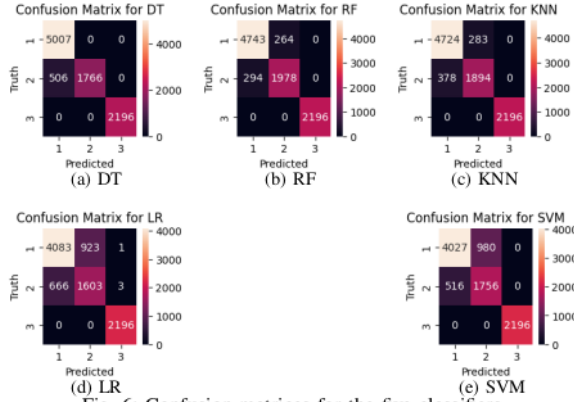 Confusion Matrix for DT
1 5007 0 0
2 506 1766 0
3 0 0 2196
1 2 3
Truth
Predicted
4000
2000
0
(a) DT
Confusion Matrix for RF
1 4743 264 0
2 294 1978 0
3 0 0 2196
1 2 3
Truth
Predicted
4000
3000
2000
1000
0
(b) RF
Confusion Matrix for KNN
1 4724 283 0
2 378 1894 0
3 0 0 2196
1 2 3
Truth
Predicted
4000
3000
2000
1000
0
(c) KNN
Confusion Matrix for LR
1 4083 923 1
2 666 1603 3
3 0 0 2196
1 2 3
Truth
Predicted
4000
3000
2000
1000
0
(d) LR
Confusion Matrix for SVM
1 4027 980 0
2 516 1756 0
3 0 0 2196
1 2 3
Truth
Predicted
4000
3000
2000
1000
0
(e) SVM
Fig. 6: Confusion matrices for the